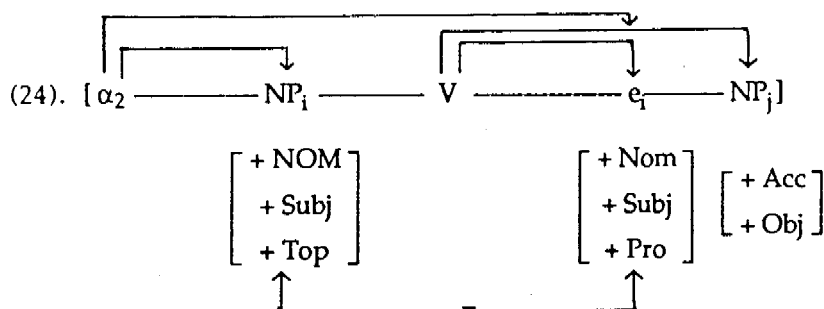 (24). [ α₂ NPᵢ V eᵢ NPⱼ]
+ NOM + Nom + Acc
+ Subj + Subj + Obj
+ Top + Pro